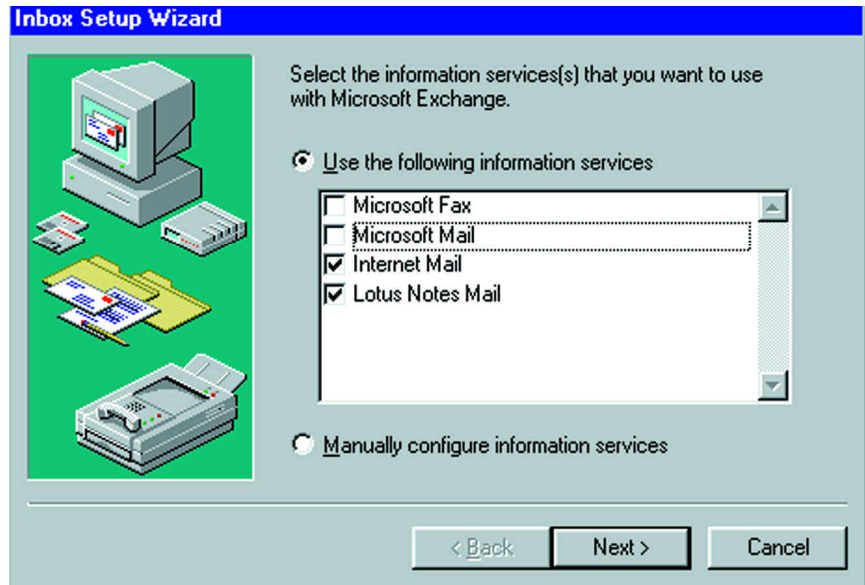 Inbox Setup Wizard
Select the information services(s) that you want to use
with Microsoft Exchange.
Use the following information services
Microsoft Fax
Microsoft Mail
Internet Mail
Lotus Notes Mail
Manually configure information services
< Back
Next >
Cancel